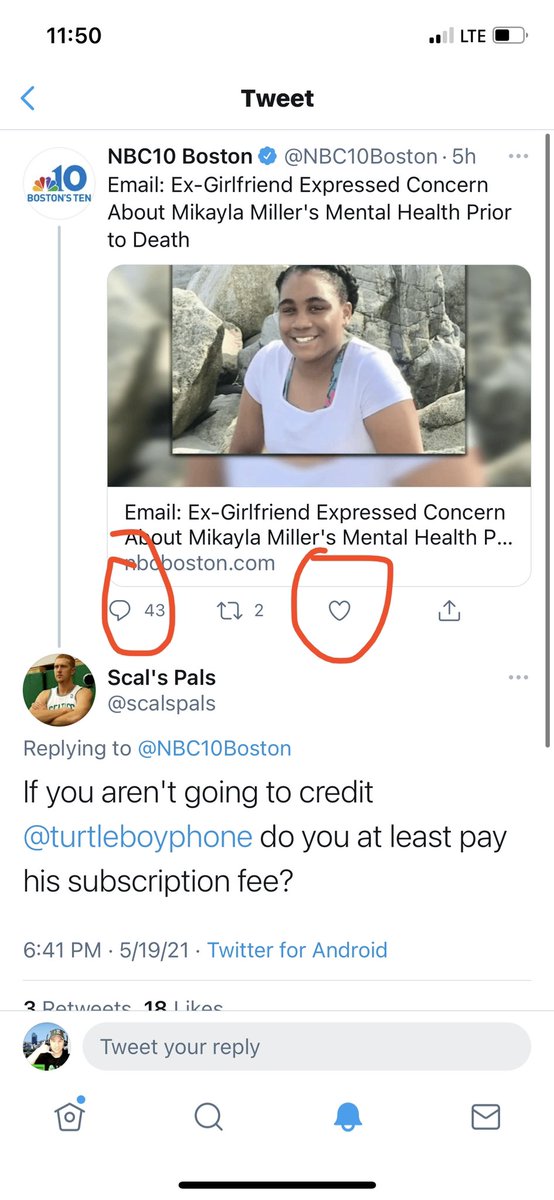 11:50
LTE
Tweet
10
BOSTON'S TEN
NBC10 Boston @NBC10Boston · 5h
Email: Ex-Girlfriend Expressed Concern
About Mikayla Miller's Mental Health Prior
to Death
Email: Ex-Girlfriend Expressed Concern
About Mikayla Miller's Mental Health P...
nbcboston.com
43
2
Scal's Pals
@scalspals
Replying to @NBC10Boston
If you aren't going to credit
@turtleboyphone do you at least pay
his subscription fee?
6:41 PM · 5/19/21 · Twitter for Android
3 Retweets 18 Likes
Tweet your reply